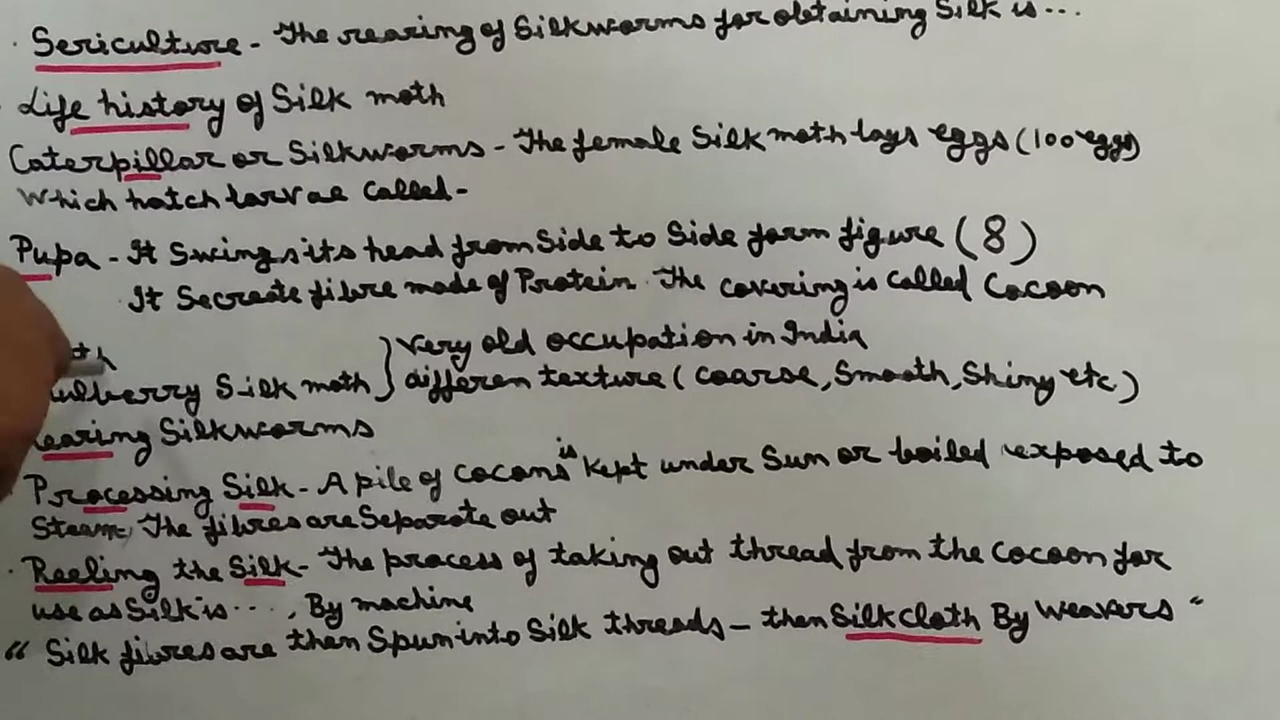 · Sericulture - The rearing of Silkworms for obtaining Silk is ...
· Life history of Silk moth
Caterpillar or Silkworms - The female Silk moth lays eggs (100 eggs)
Which hatch larvae Called -
Pupa - It Swings its head from Side to Side form figure (8)
It Secreate fibre made of Protein. The covering is called Cocoon
} Very old occupation in India
ulberry Silk moth } differen texture (coarse, Smooth, Shiny etc)
earing Silkworms
Processing Silk - A pile of cocons is kept under Sun or boiled exposed to
Steam, The fibres are Separate out
· Reeling the Silk - The process of taking out thread from the Cocoon for
use as Silk is ...., By machine
“ Silk fibres are then Spun into Silk threads - then Silk cloth By Weavers “